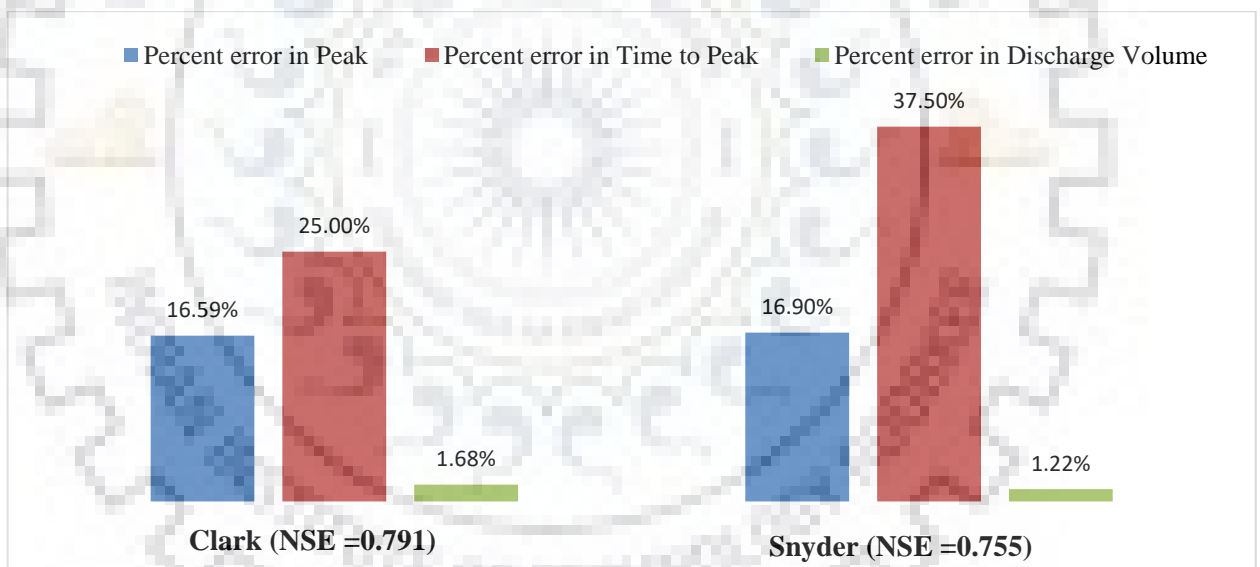 Percent error in Peak Percent error in Time to Peak Percent error in Discharge Volume
37.50%
25.00%
16.59%
16.90%
1.68%
1.22%
Clark (NSE =0.791)
Snyder (NSE =0.755)